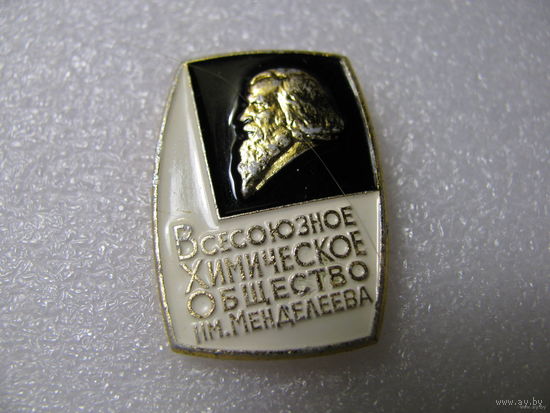 Всесоюзное
Химическое
Общество
им. Менделеева
www.ay.by